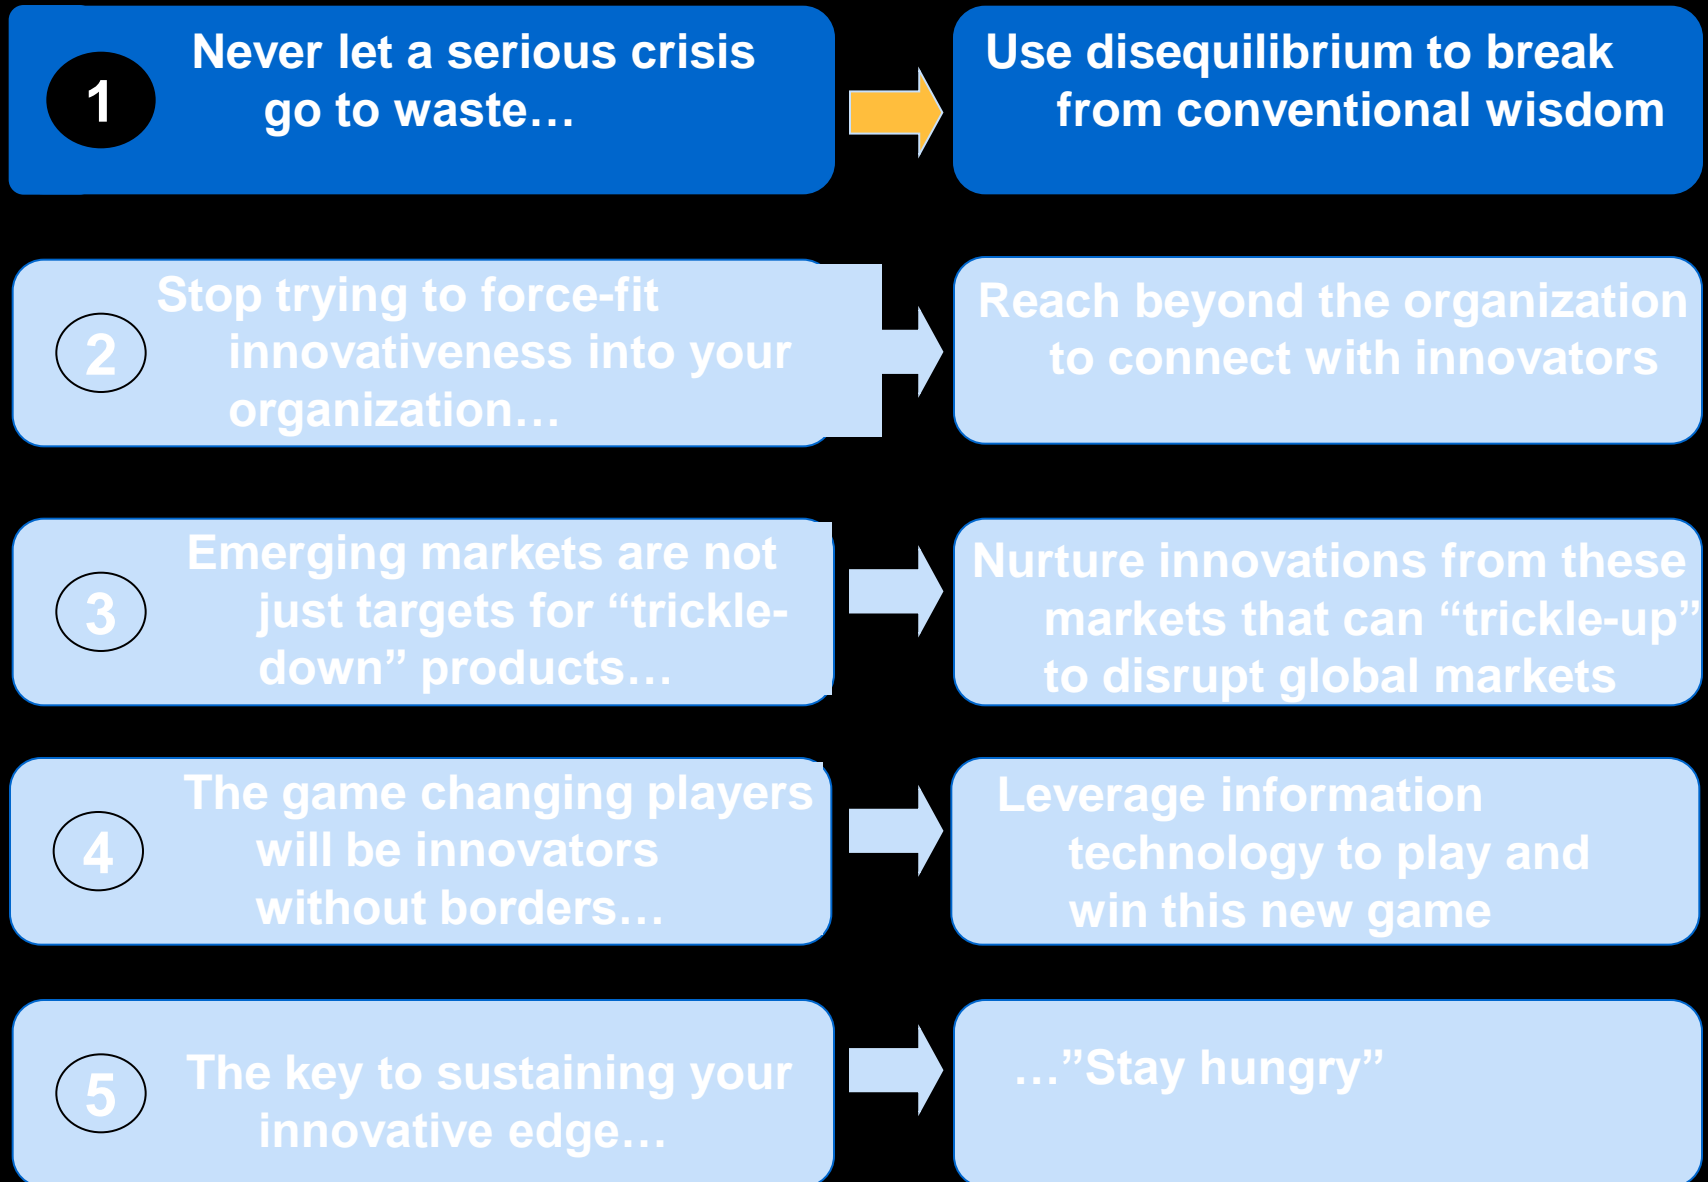 1
Never let a serious crisis
go to waste…
Use disequilibrium to break
from conventional wisdom
2
Stop trying to force-fit
innovativeness into your
organization…
Reach beyond the organization
to connect with innovators
3
Emerging markets are not
just targets for “trickle-
down” products…
Nurture innovations from these
markets that can “trickle-up”
to disrupt global markets
4
The game changing players
will be innovators
without borders…
Leverage information
technology to play and
win this new game
5
The key to sustaining your
innovative edge…
…”Stay hungry”